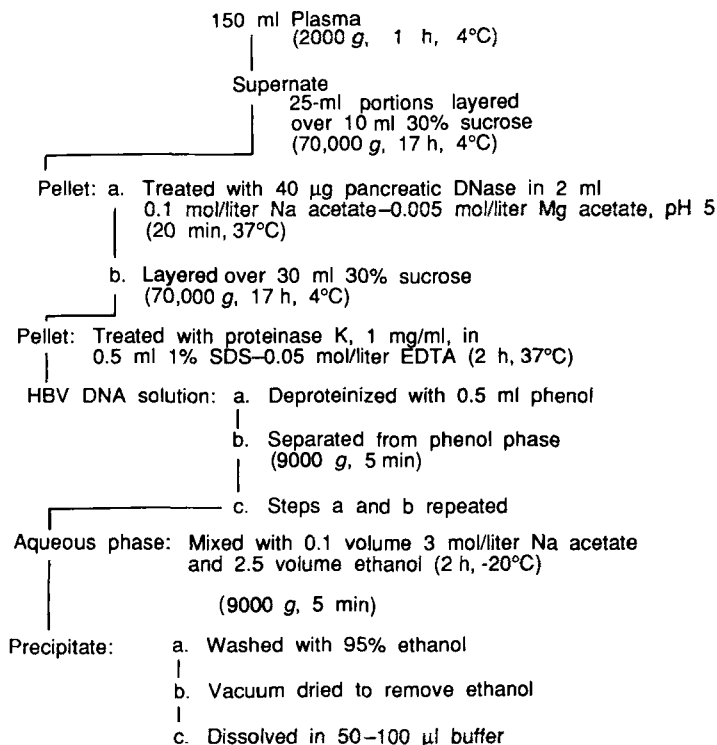 150 ml Plasma
(2000 g, 1 h, 4°C)
Supernate
25-ml portions layered
over 10 ml 30% sucrose
(70,000 g, 17 h, 4°C)
Pellet: a. Treated with 40 µg pancreatic DNase in 2 ml
0.1 mol/liter Na acetate–0.005 mol/liter Mg acetate, pH 5
(20 min, 37°C)
b. Layered over 30 ml 30% sucrose
(70,000 g, 17 h, 4°C)
Pellet: Treated with proteinase K, 1 mg/ml, in
0.5 ml 1% SDS–0.05 mol/liter EDTA (2 h, 37°C)
HBV DNA solution: a. Deproteinized with 0.5 ml phenol
b. Separated from phenol phase
(9000 g, 5 min)
c. Steps a and b repeated
Aqueous phase: Mixed with 0.1 volume 3 mol/liter Na acetate
and 2.5 volume ethanol (2 h, -20°C)
(9000 g, 5 min)
Precipitate: a. Washed with 95% ethanol
b. Vacuum dried to remove ethanol
c. Dissolved in 50–100 µl buffer